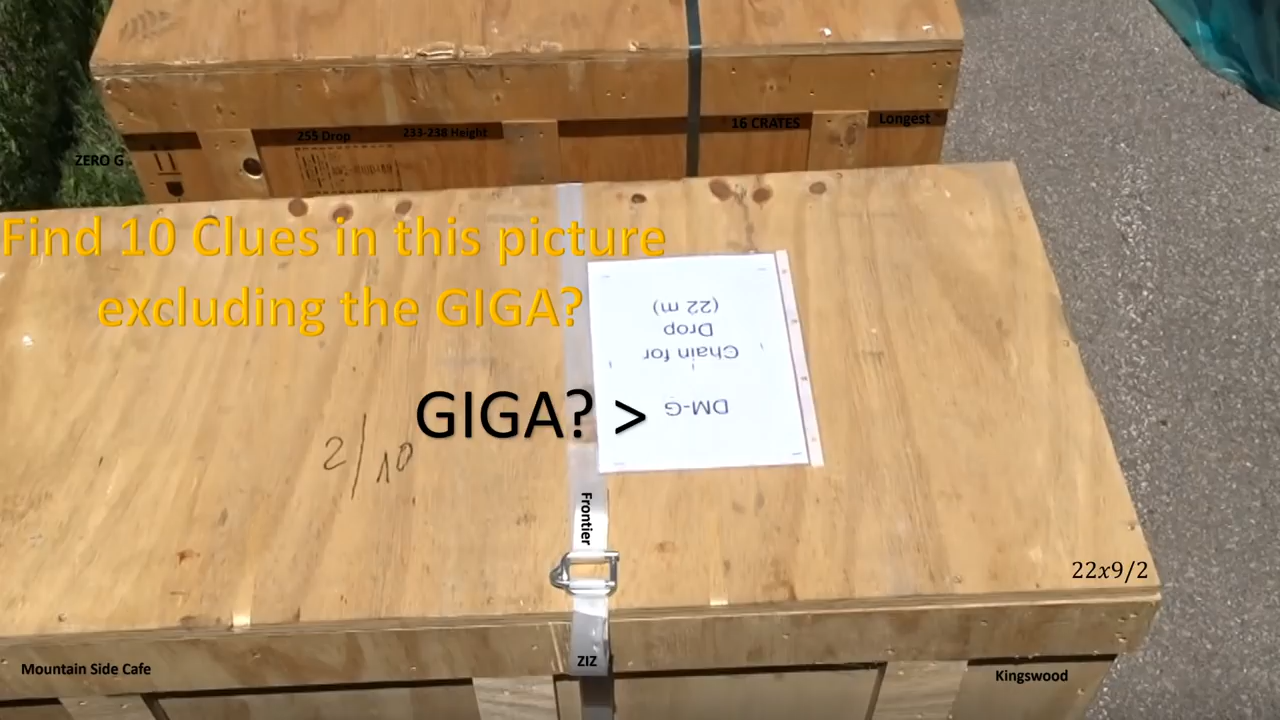 255 Drop
233-238 Height
16 CRATES
Longest
ZERO G
Find 10 Clues in this picture
excluding the GIGA?
(22 m)
Drop
Chain for
DM-G
GIGA? >
2/10
Frontier
22x9/2
ZIZ
Mountain Side Cafe
Kingswood